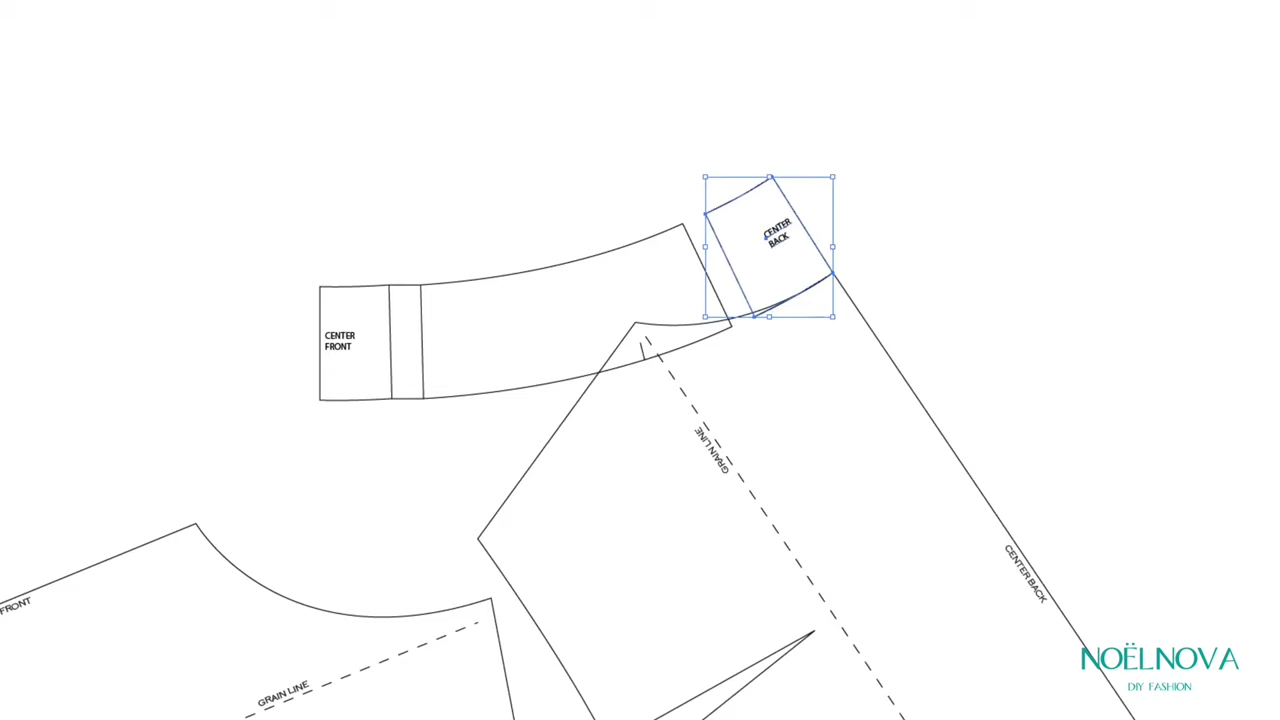 CENTER
BACK
CENTER
FRONT
GRAIN LINE
CENTER BACK
FRONT
GRAIN LINE
NOËLNOVA
DIY FASHION